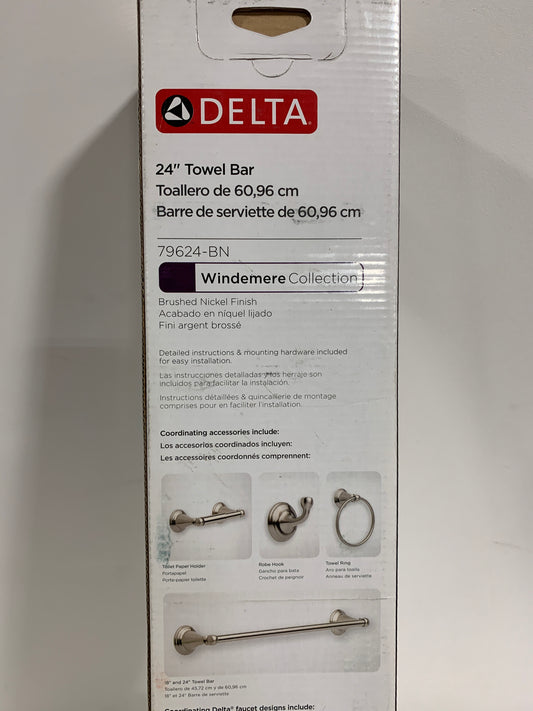 DELTA
24" Towel Bar
Toallero de 60,96 cm
Barre de serviette de 60,96 cm
79624-BN
Windemere Collection
Brushed Nickel Finish
Acabado en níquel lijado
Fini argent brossé
Detailed instructions & mounting hardware included
for easy installation.
Las instrucciones detalladas y los herraje son
incluidos para facilitar la instalación.
Instructions détaillées & quincaillerie de montage
comprises pour en faciliter l'installation.
Coordinating accessories include:
Los accesorios coordinados incluyen:
Les accessoires coordonnés comprennent:
Toilet Paper Holder
Portapapel
Porte-papier toilette
Robe Hook
Gancho para bata
Crochet de peignoir
Towel Ring
Aro para toalla
Anneau de serviette
18" and 24" Towel Bar
Toallero de 45,72 cm y de 60,96 cm
18" et 24" Barre de serviette
Coordinating Delta® faucet designs include: